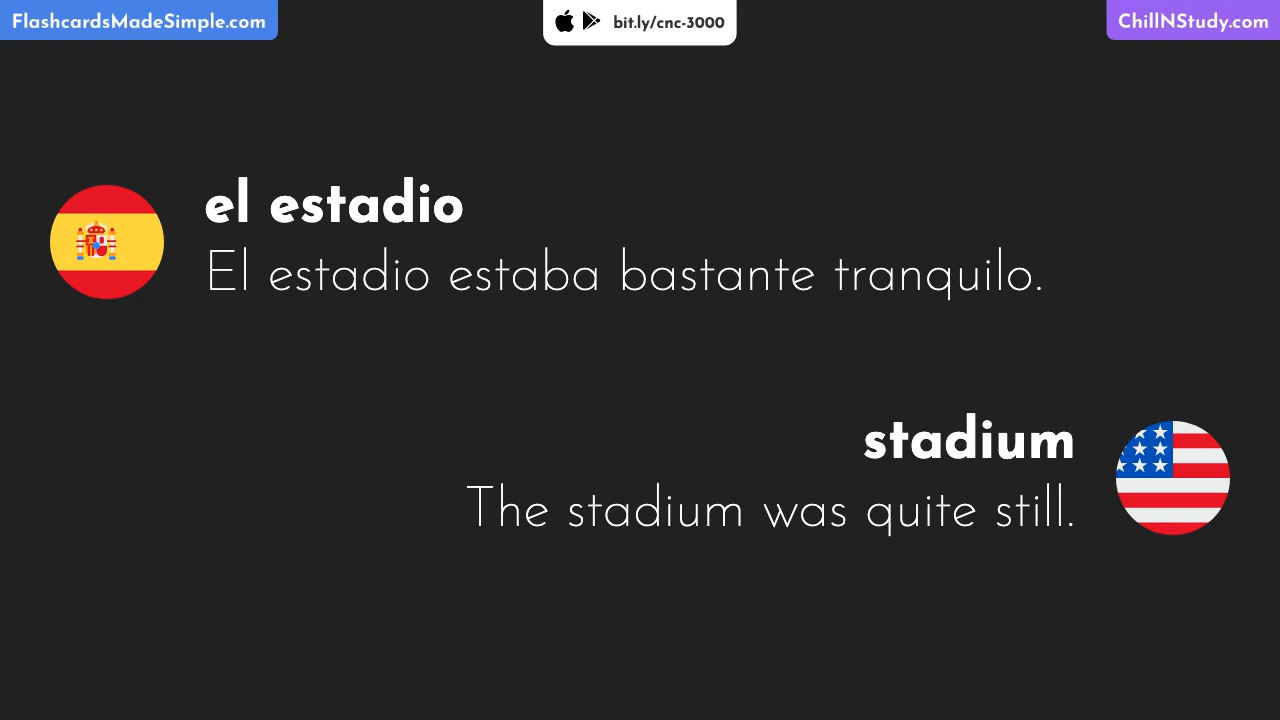 FlashcardsMadeSimple.com
bit.ly/cnc-3000
ChillNStudy.com
el estadio
El estadio estaba bastante tranquilo.
stadium
The stadium was quite still.